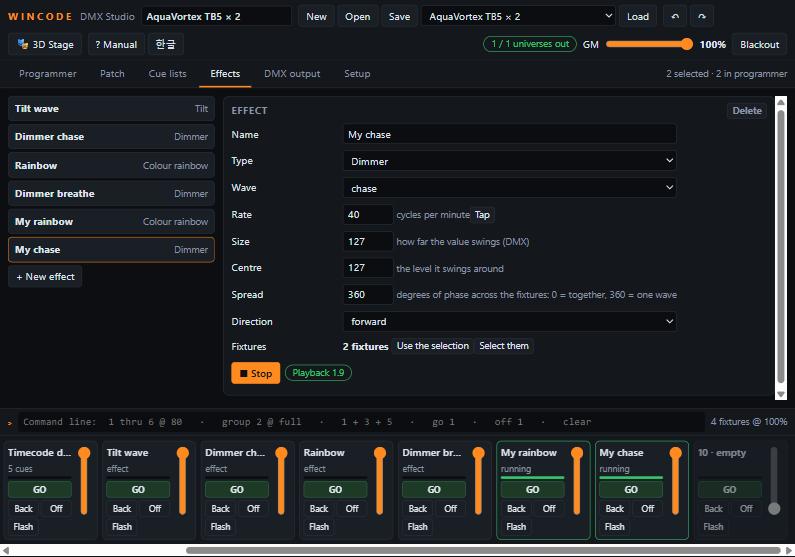 WINCODE DMX Studio AquaVortex TB5 × 2 New Open Save AquaVortex TB5 × 2 Load
3D Stage ? Manual 한글 1 / 1 universes out GM 100% Blackout
Programmer Patch Cue lists Effects DMX output Setup 2 selected · 2 in programmer
Tilt wave Tilt
Dimmer chase Dimmer
Rainbow Colour rainbow
Dimmer breathe Dimmer
My rainbow Colour rainbow
My chase Dimmer
+ New effect
EFFECT Delete
Name My chase
Type Dimmer
Wave chase
Rate 40 cycles per minute Tap
Size 127 how far the value swings (DMX)
Centre 127 the level it swings around
Spread 360 degrees of phase across the fixtures: 0 = together, 360 = one wave
Direction forward
Fixtures 2 fixtures Use the selection Select them
Stop Playback 1.9
> Command line: 1 thru 6 @ 80 · group 2 @ full · 1 + 3 + 5 · go 1 · off 1 · clear 4 fixtures @ 100%
Timecode d... Tilt wave Dimmer ch... Rainbow Dimmer br... My rainbow My chase 10 · empty
5 cues effect effect effect effect running running
GO GO GO GO GO GO GO GO
Back Off Back Off Back Off Back Off Back Off Back Off Back Off Back Off
Flash Flash Flash Flash Flash Flash Flash Flash